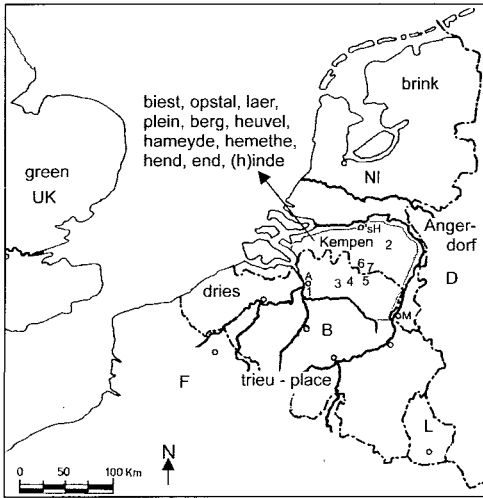 brink
biest, opstal, laer,
plein, berg, heuvel,
hameyde, hemethe,
hend, end, (h)inde
green
UK
Nl
Anger-
dorf
sH
Kempen
2
D
6
7
A
1
3
4
5
dries
M
B
F
trieu - place
L
N
0 50 100 Km